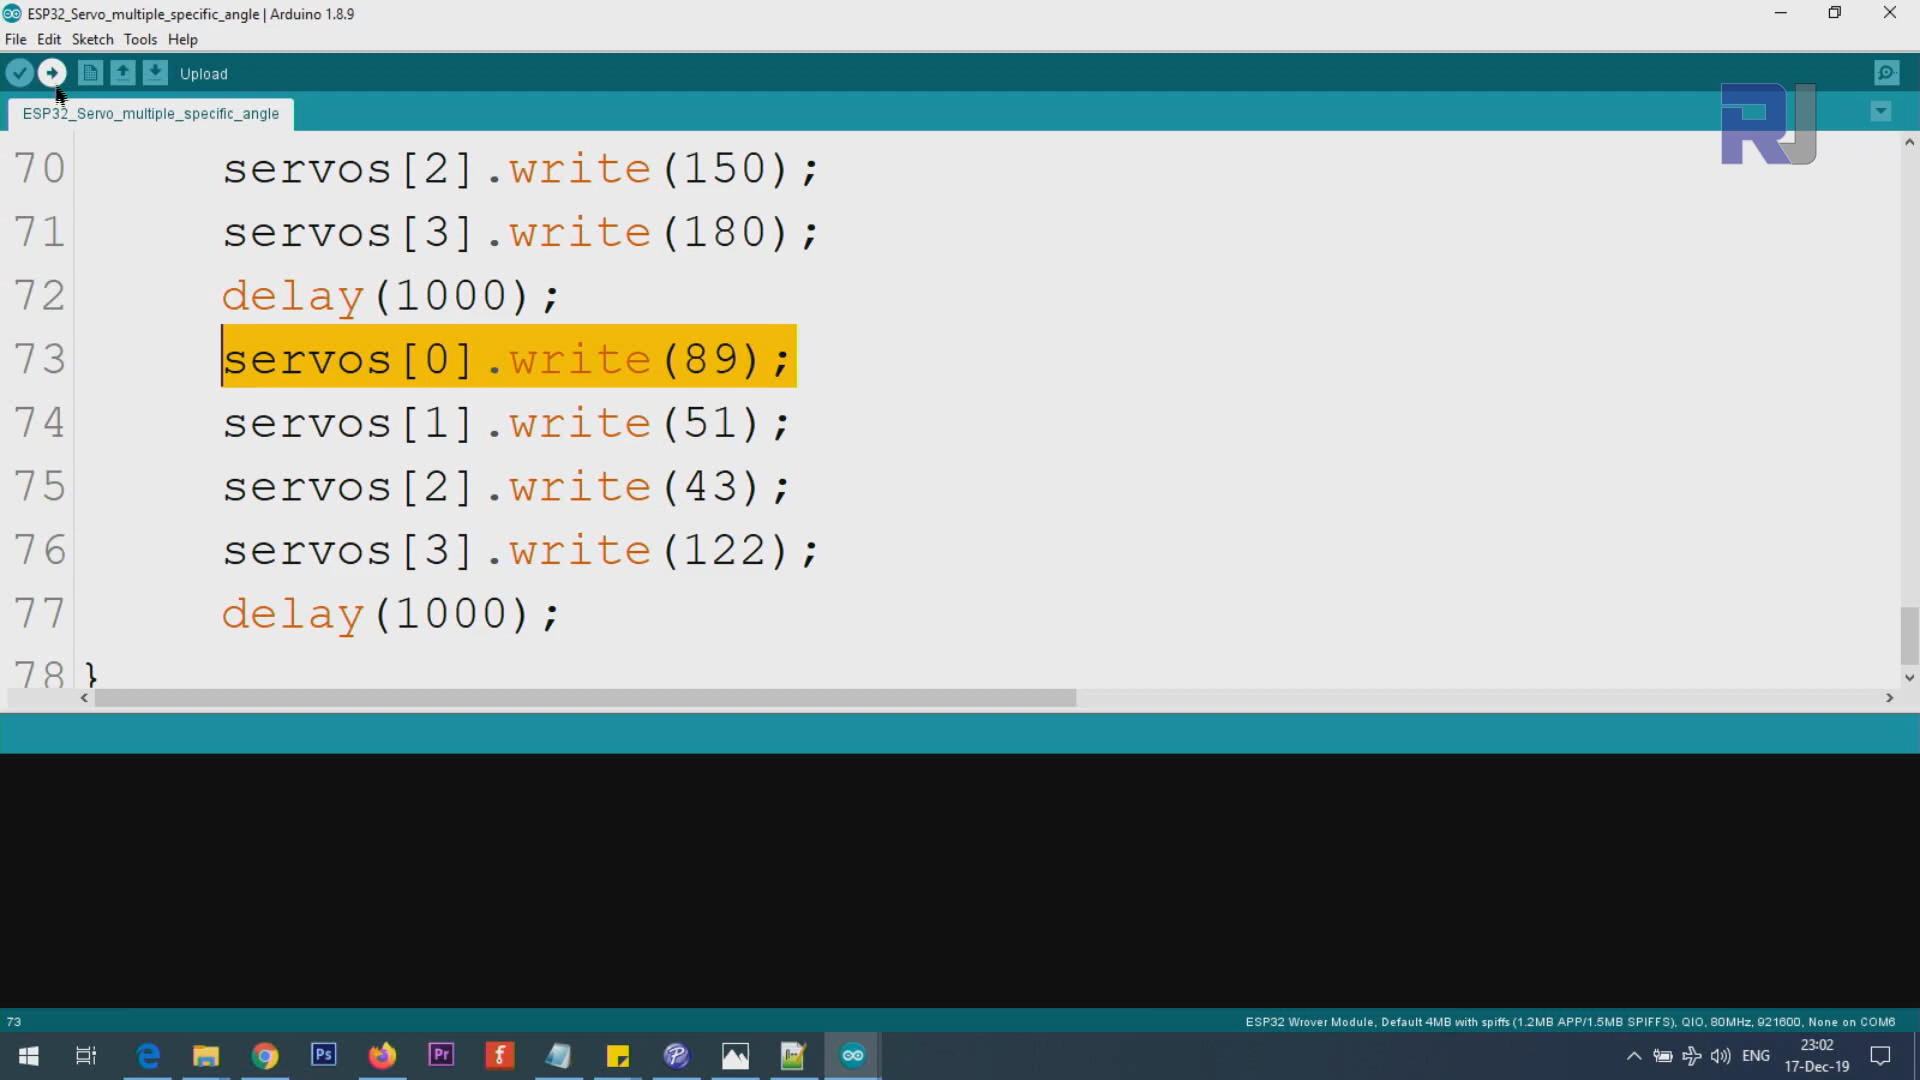 ESP32_Servo_multiple_specific_angle | Arduino 1.8.9
File Edit Sketch Tools Help
Upload
ESP32_Servo_multiple_specific_angle
RJ
70 servos[2].write(150);
71 servos[3].write(180);
72 delay(1000);
73 servos[0].write(89);
74 servos[1].write(51);
75 servos[2].write(43);
76 servos[3].write(122);
77 delay(1000);
78 }
73 ESP32 Wrover Module, Default 4MB with spiffs (1.2MB APP/1.5MB SPIFFS), QIO, 80MHz, 921600, None on COM6
Ps Pr f P ENG 23:02
17-Dec-19